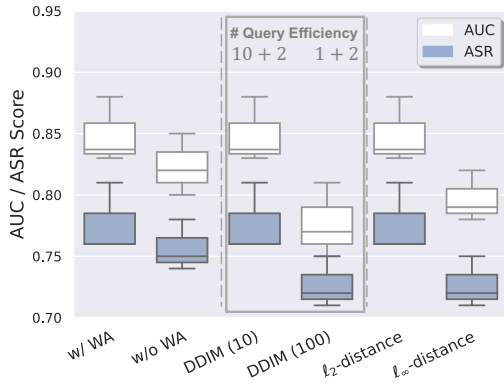 0.95
0.90
0.85
0.80
0.75
0.70
AUC / ASR Score
# Query Efficiency
10 + 2 1 + 2
AUC
ASR
w/ WA
w/o WA
DDIM (10)
DDIM (100)
ℓ₂-distance
ℓ∞-distance